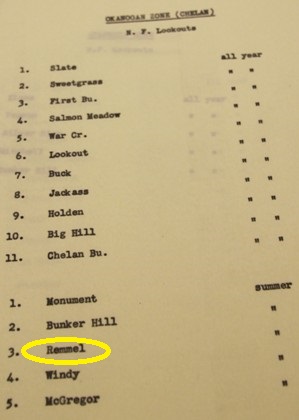 OKANOGAN ZONE (CHELAN)
N. F. Lookouts
all year
1. Slate " "
2. Sweetgrass " "
3. First Bu. " "
4. Salmon Meadow " "
5. War Cr. " "
6. Lookout " "
7. Buck " "
8. Jackass " "
9. Holden " "
10. Big Hill " "
11. Chelan Bu. " "
summer
1. Monument "
2. Bunker Hill "
3. Remmel "
4. Windy "
5. McGregor